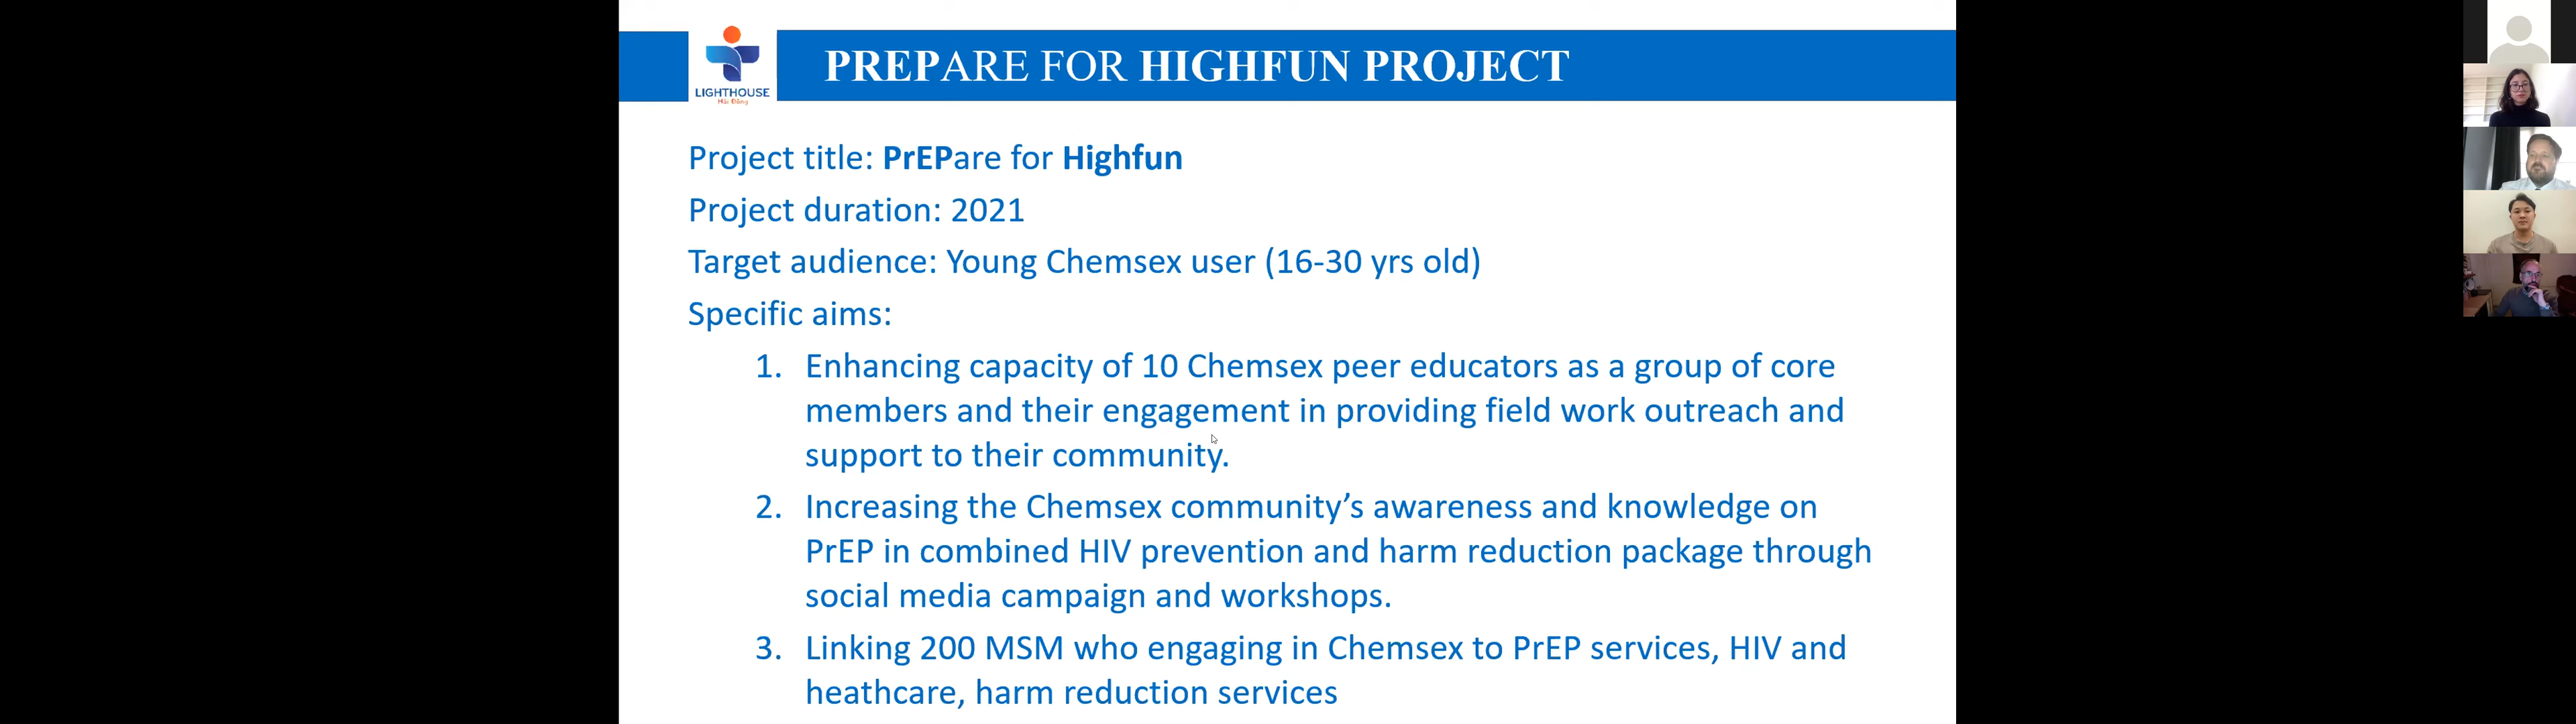 LIGHTHOUSE
Hải Đăng
PREPARE FOR HIGHFUN PROJECT
Project title: PrEPare for Highfun
Project duration: 2021
Target audience: Young Chemsex user (16-30 yrs old)
Specific aims:
1. Enhancing capacity of 10 Chemsex peer educators as a group of core
members and their engagement in providing field work outreach and
support to their community.
2. Increasing the Chemsex community’s awareness and knowledge on
PrEP in combined HIV prevention and harm reduction package through
social media campaign and workshops.
3. Linking 200 MSM who engaging in Chemsex to PrEP services, HIV and
heathcare, harm reduction services